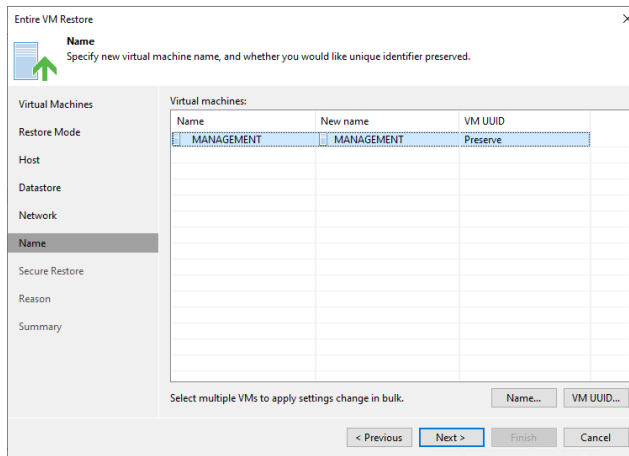 Entire VM Restore
Name
Specify new virtual machine name, and whether you would like unique identifier preserved.
Virtual Machines
Restore Mode
Host
Datastore
Network
Name
Secure Restore
Reason
Summary
Virtual machines:
Name New name VM UUID
MANAGEMENT MANAGEMENT Preserve
Select multiple VMs to apply settings change in bulk.
Name... VM UUID...
< Previous Next > Finish Cancel